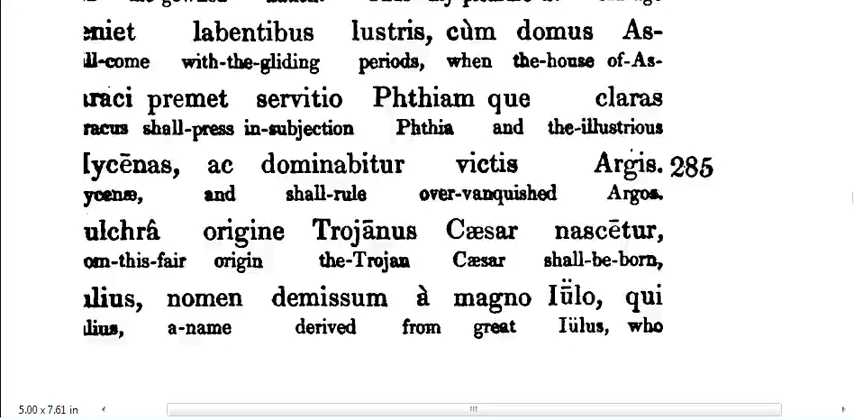 eniet labentibus lustris, cùm domus As-
ll-come with-the-gliding periods, when the-house of-As-
raci premet servitio Phthiam que claras
racus shall-press in-subjection Phthia and the-illustrious
Mycēnas, ac dominabitur victis Argis. 285
ycenæ, and shall-rule over-vanquished Argos.
ulchrâ origine Trojānus Cæsar nascētur,
om-this-fair origin the-Trojan Cæsar shall-be-born,
ulius, nomen demissum à magno Iǖlo, qui
ulius, a-name derived from great Iülus, who
5.00 x 7.61 in